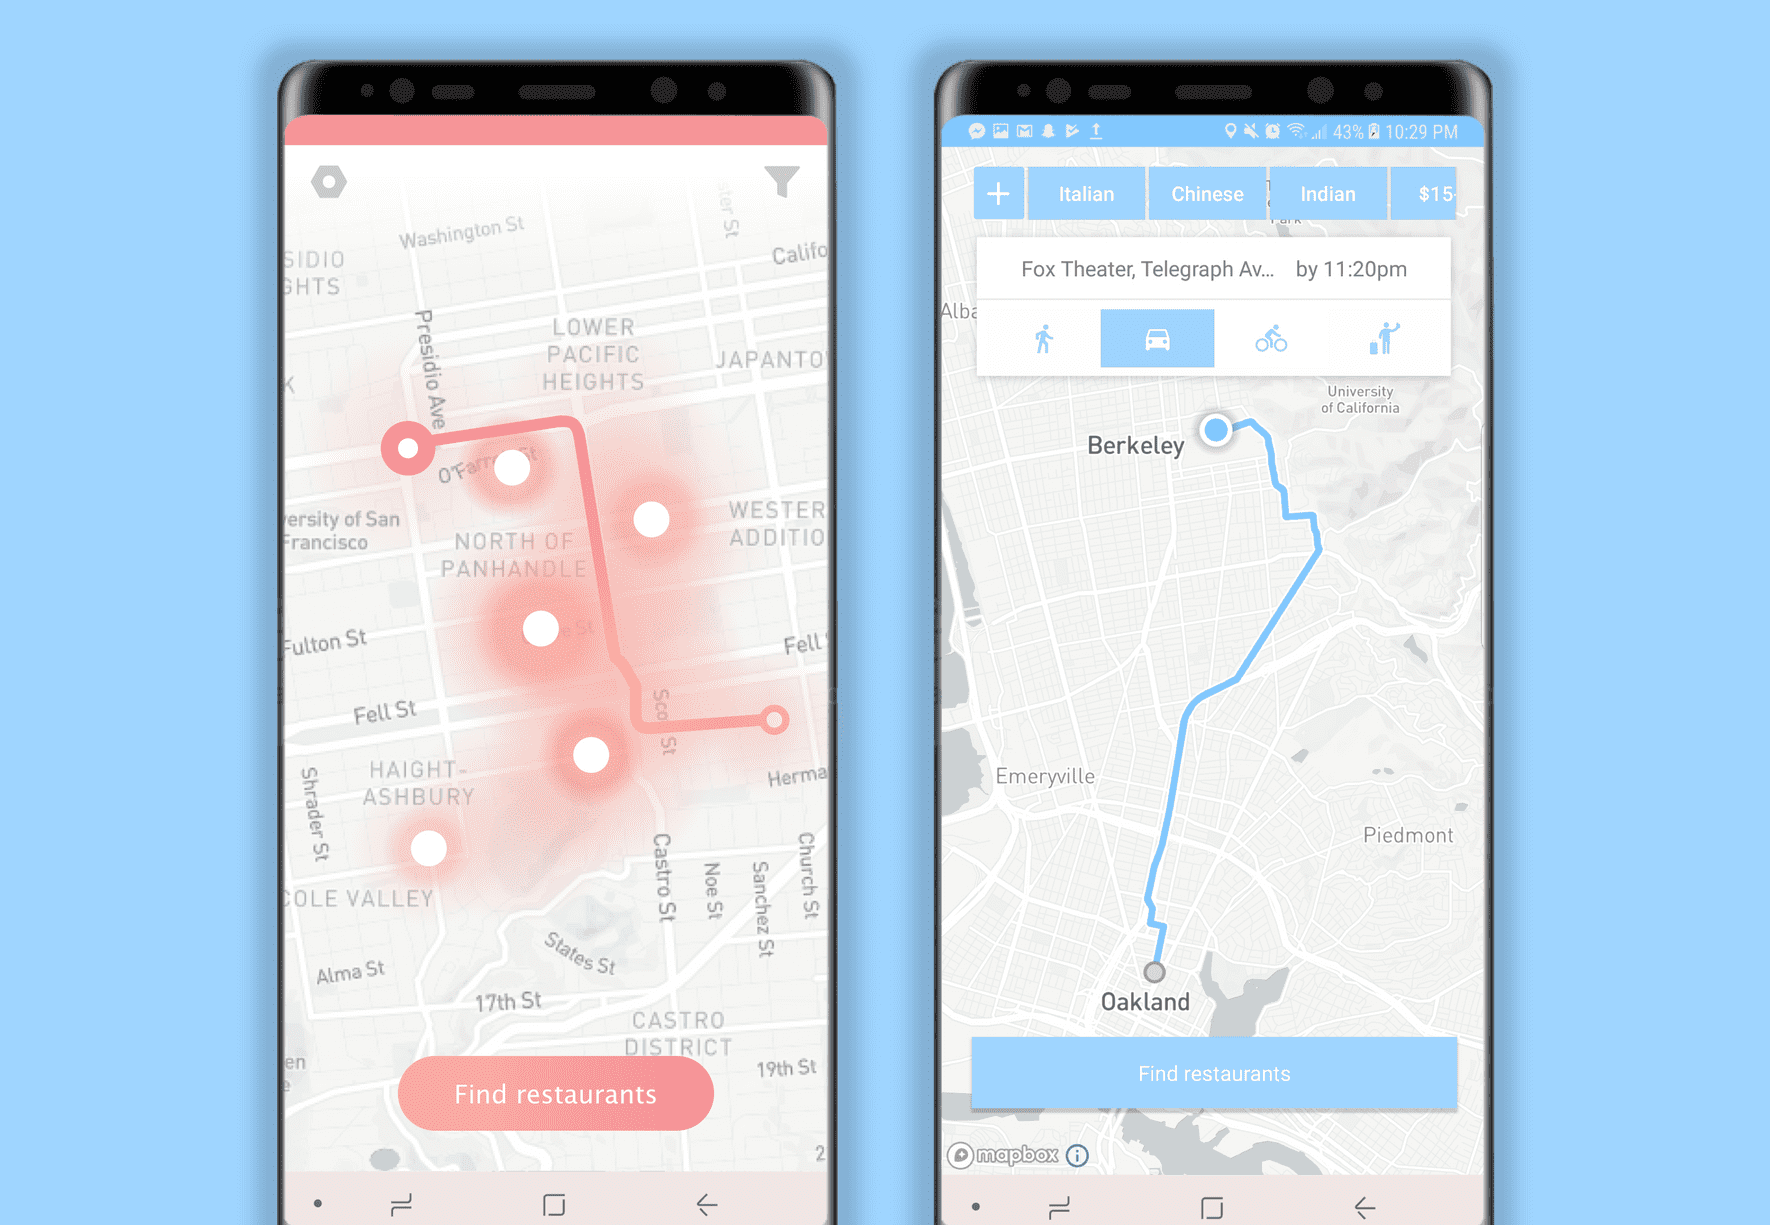 Washington St
Califo
SIDIO
GHTS
Presidio Ave
LOWER
PACIFIC
HEIGHTS
JAPANTO
K
O'Farre
St
ersity of San
Francisco
NORTH OF
PANHANDLE
WESTER
ADDITIO
Fulton St
Fell
Fell St
St
HAIGHT-
ASHBURY
Herma
Shrader St
Castro St
Noe St
Sanchez St
Church St
COLE VALLEY
States St
Alma St
17th St
CASTRO
DISTRICT
en
19th St
Find restaurants
2
43% 10:29 PM
+ Italian Chinese Indian $15-
Park
Fox Theater, Telegraph Av... by 11:20pm
Alba
University
of California
Berkeley
Emeryville
Piedmont
Oakland
Find restaurants
mapbox